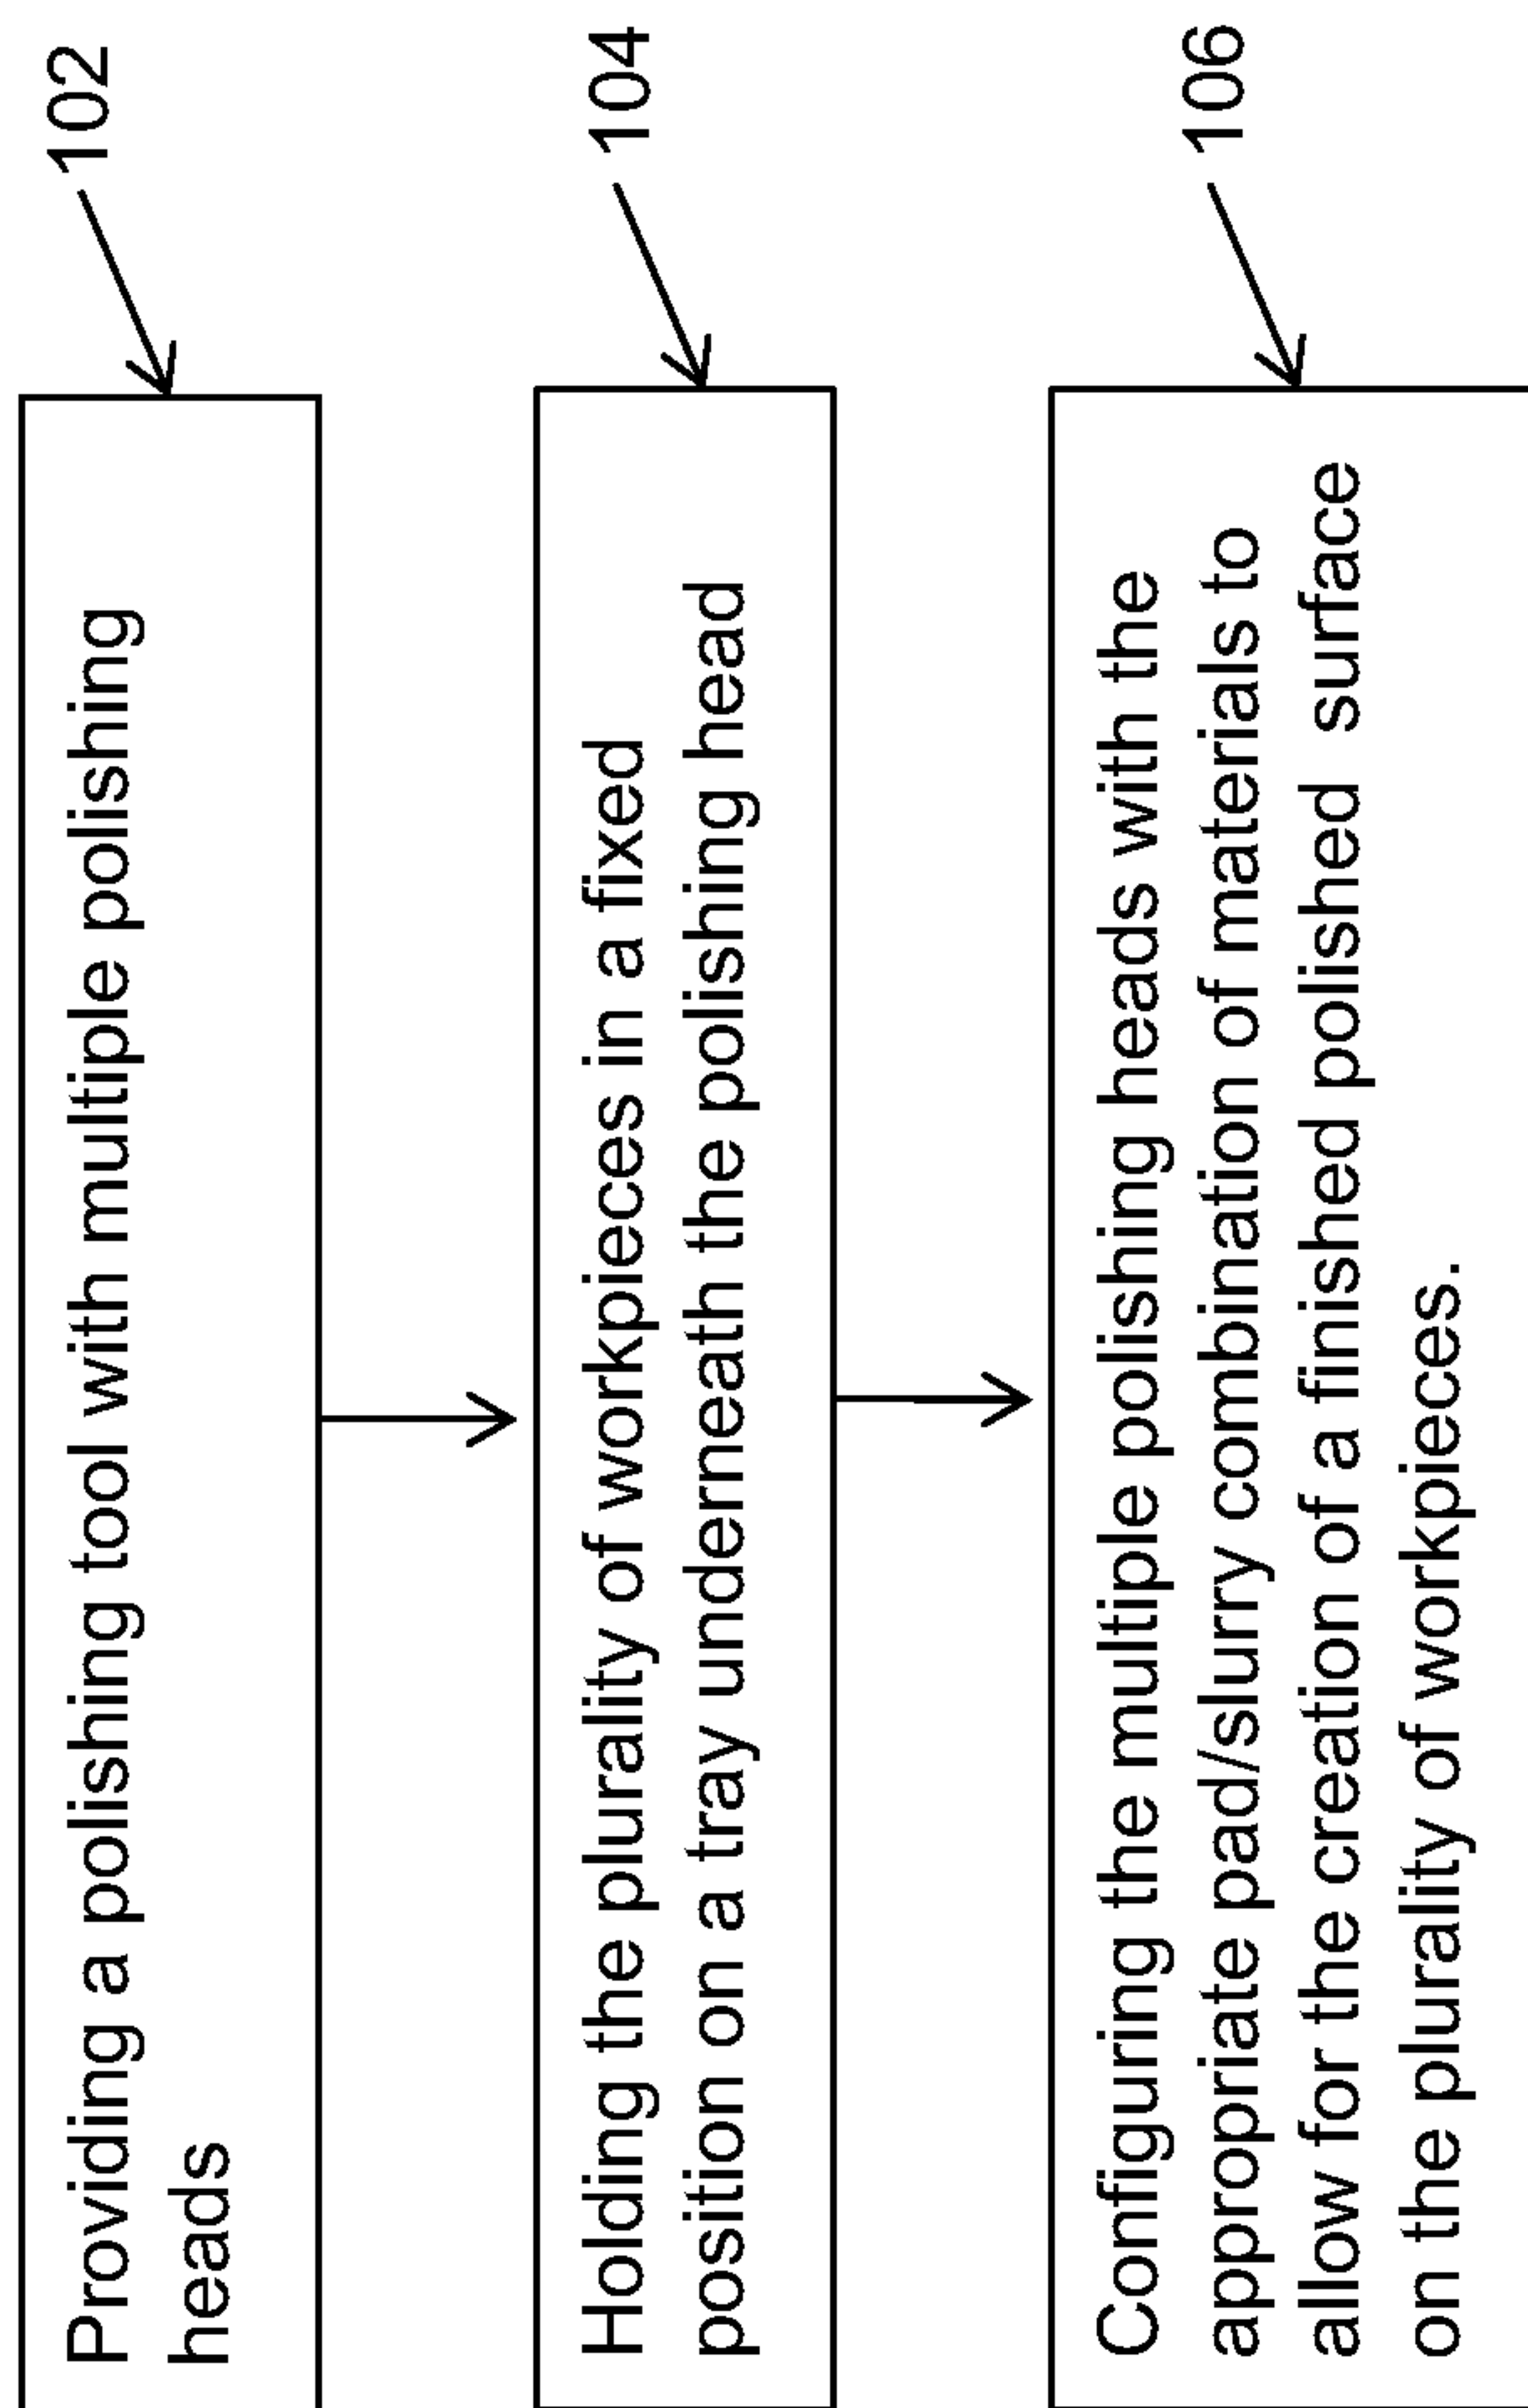 Providing a polishing tool with multiple polishing
heads
102
Holding the plurality of workpieces in a fixed
position on a tray underneath the polishing head
104
Configuring the multiple polishing heads with the
appropriate pad/slurry combination of materials to
allow for the creation of a finished polished surface
on the plurality of workpieces.
106